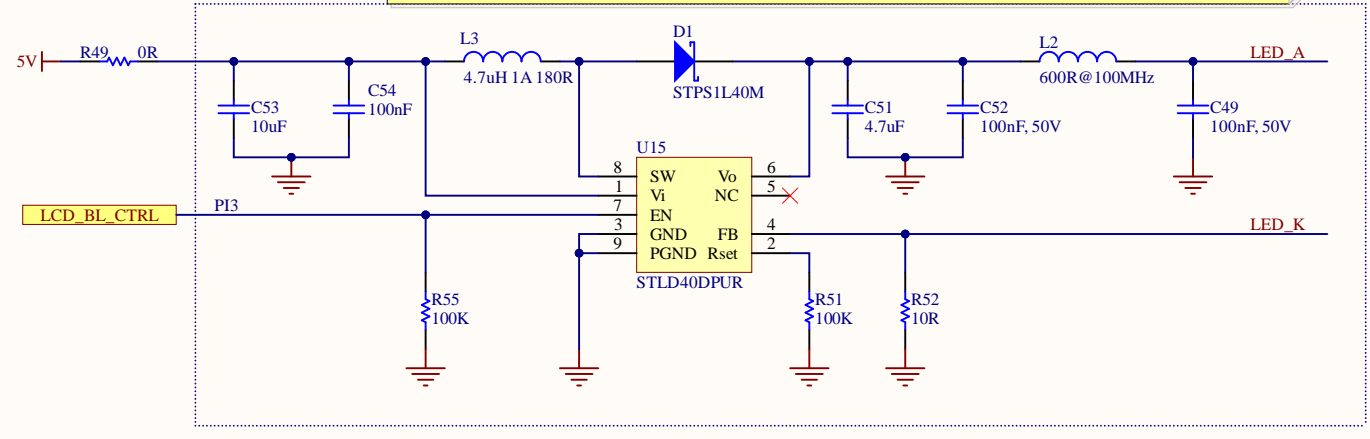 5V
R49
0R
L3
4.7uH 1A 180R
D1
STPS1L40M
L2
600R@100MHz
LED_A
C53
10uF
C54
100nF
C51
4.7uF
C52
100nF, 50V
C49
100nF, 50V
U15
8
SW
Vo
6
1
Vi
NC
5
LCD_BL_CTRL
PI3
7
EN
3
GND
FB
4
LED_K
9
PGND
Rset
2
STLD40DPUR
R55
100K
R51
100K
R52
10R